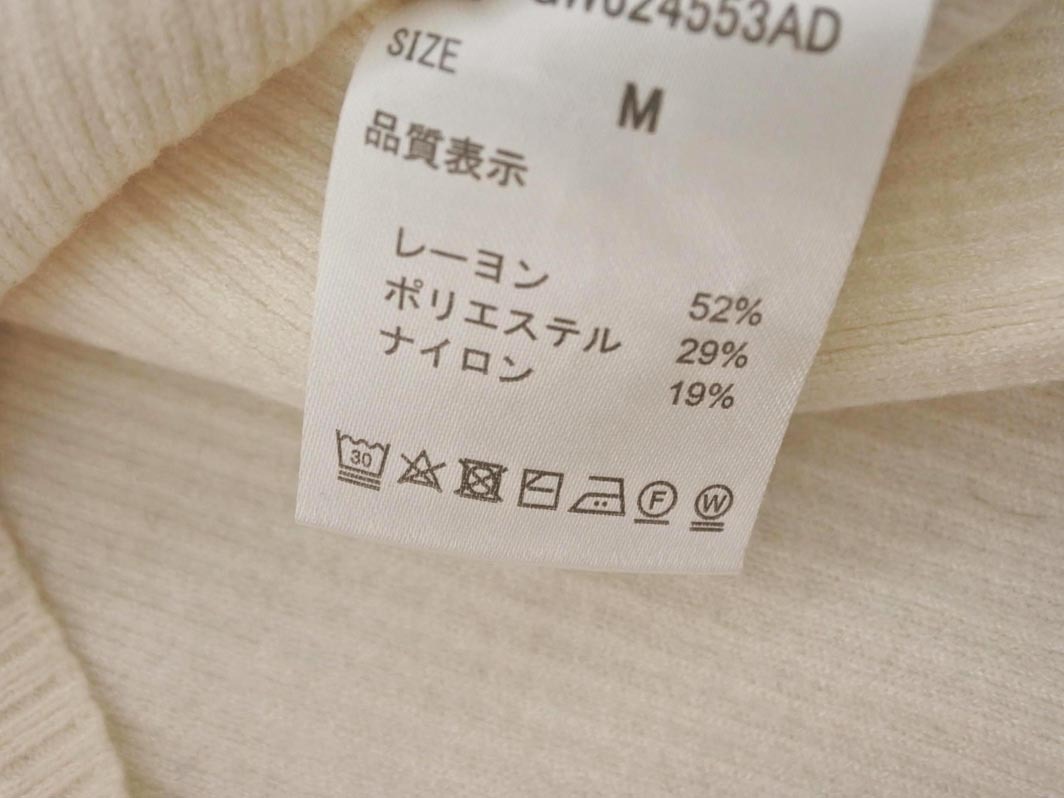 SIZE
M
品質表示
レーヨン 52%
ポリエステル 29%
ナイロン 19%
30 F W